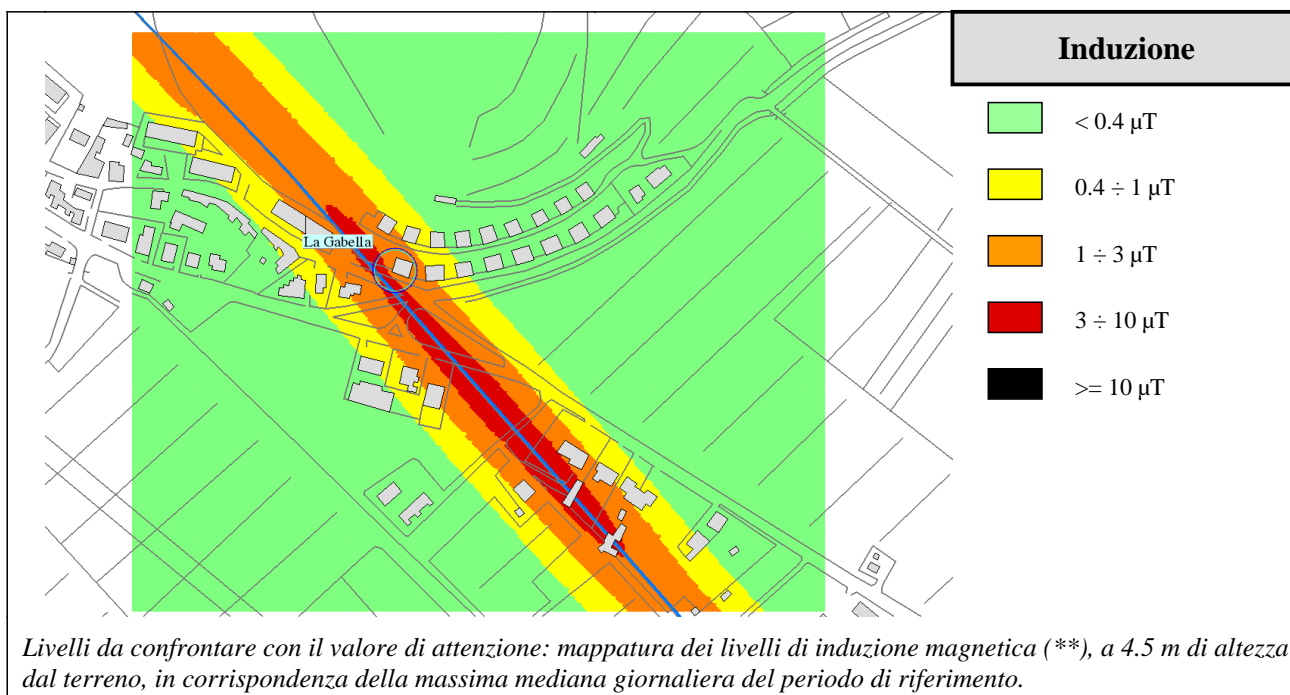 Induzione
< 0.4 µT
0.4 ÷ 1 µT
1 ÷ 3 µT
3 ÷ 10 µT
>= 10 µT
La Gabella
Livelli da confrontare con il valore di attenzione: mappatura dei livelli di induzione magnetica (**), a 4.5 m di altezza
dal terreno, in corrispondenza della massima mediana giornaliera del periodo di riferimento.